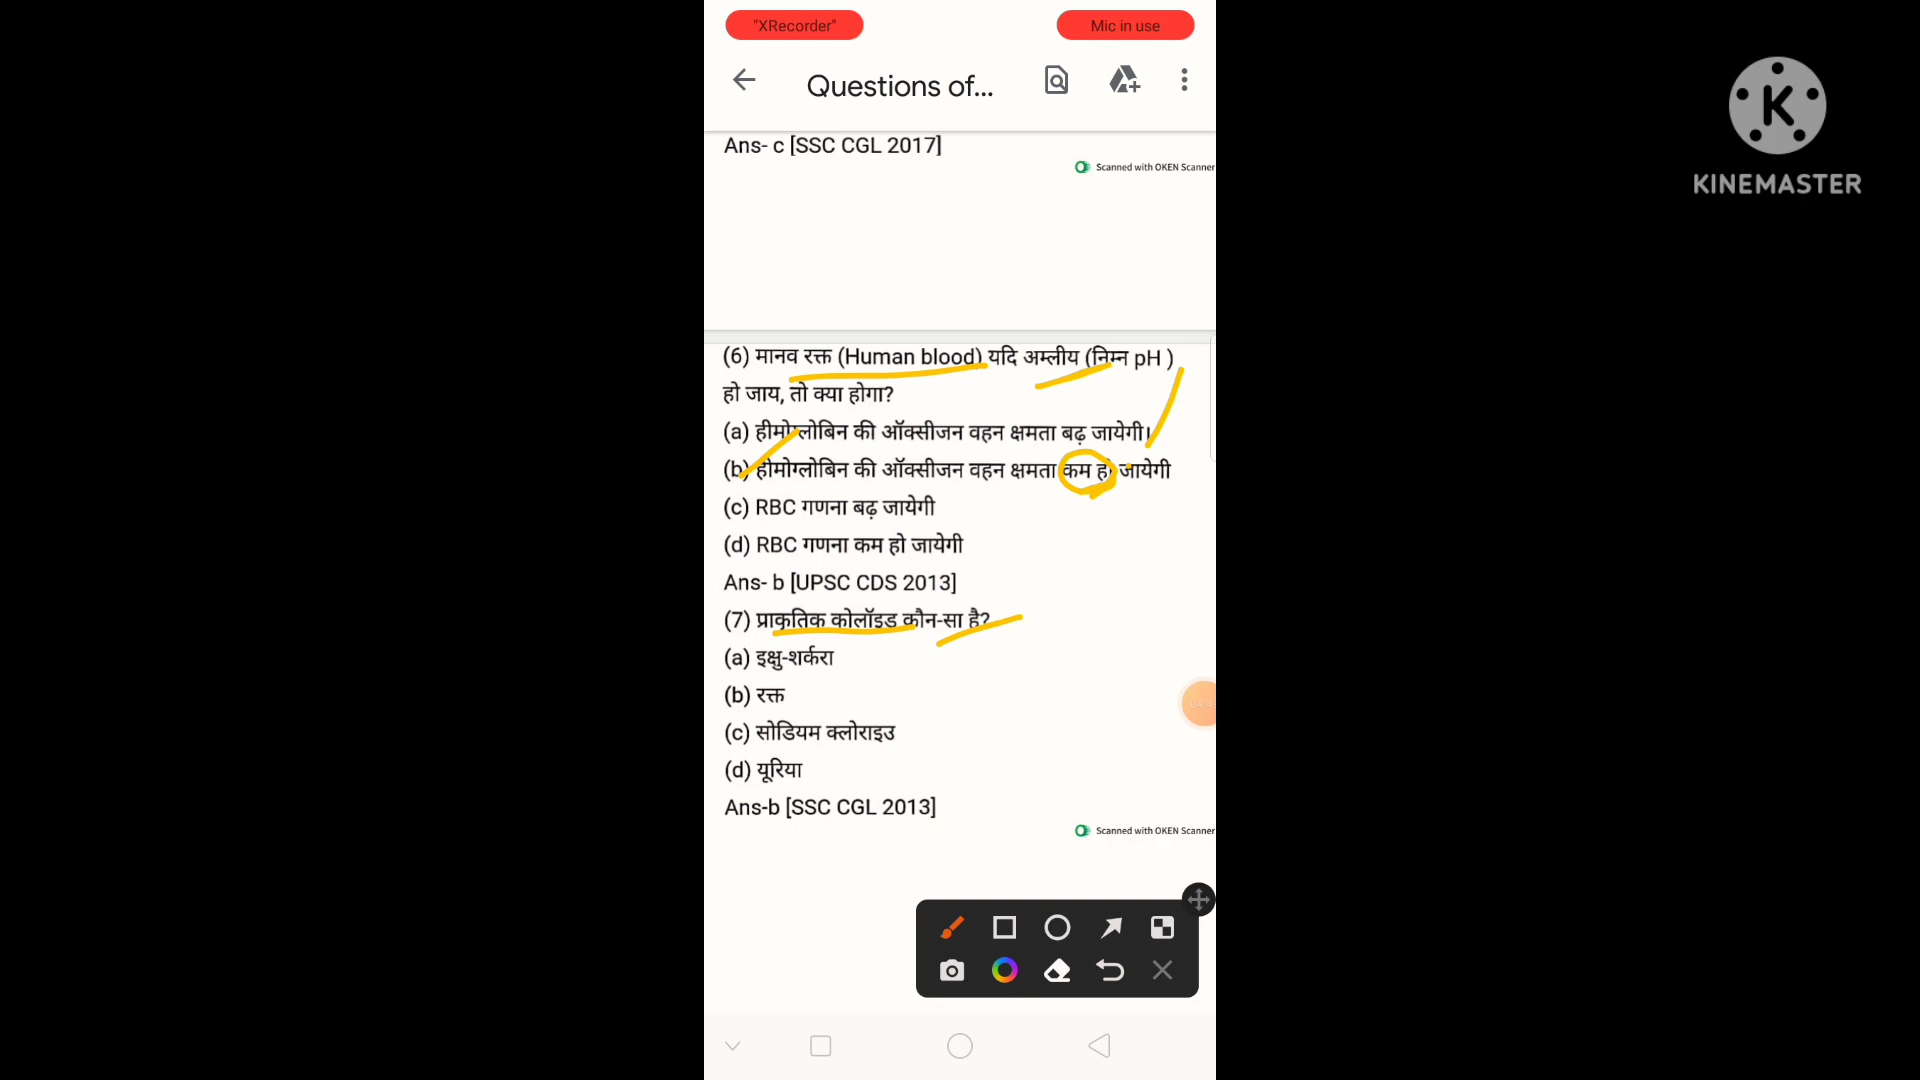 "XRecorder"
Mic in use
Questions of...
KINEMASTER
Ans- c [SSC CGL 2017]
Scanned with OKEN Scanner
(6) मानव रक्त (Human blood) यदि अम्लीय (निम्न pH )
हो जाय, तो क्या होगा?
(a) हीमोग्लोबिन की ऑक्सीजन वहन क्षमता बढ़ जायेगी।
(b) हीमोग्लोबिन की ऑक्सीजन वहन क्षमता कम हो जायेगी
(c) RBC गणना बढ़ जायेगी
(d) RBC गणना कम हो जायेगी
Ans- b [UPSC CDS 2013]
(7) प्राकृतिक कोलॉइड कौन-सा है?
(a) इक्षु-शर्करा
(b) रक्त
(c) सोडियम क्लोराइउ
(d) यूरिया
Ans-b [SSC CGL 2013]
Scanned with OKEN Scanner